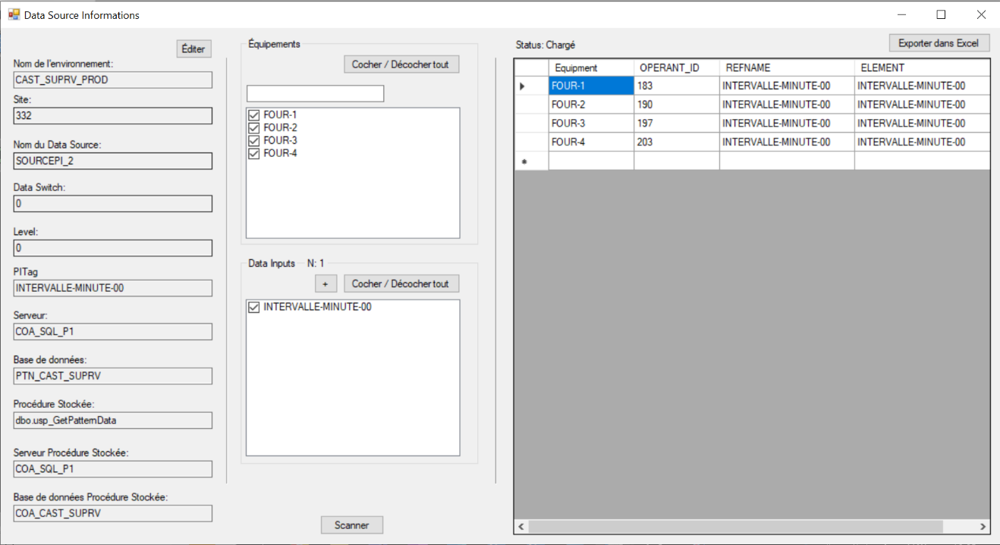 Data Source Informations
Éditer
Nom de l'environnement:
CAST_SUPRV_PROD
Site:
332
Nom du Data Source:
SOURCEPI_2
Data Switch:
0
Level:
0
PITag
INTERVALLE-MINUTE-00
Serveur:
COA_SQL_P1
Base de données:
PTN_CAST_SUPRV
Procédure Stockée:
dbo.usp_GetPatternData
Serveur Procédure Stockée:
COA_SQL_P1
Base de données Procédure Stockée:
COA_CAST_SUPRV
Équipements
Cocher / Décocher tout
FOUR-1
FOUR-2
FOUR-3
FOUR-4
Data Inputs N: 1
+ Cocher / Décocher tout
INTERVALLE-MINUTE-00
Scanner
Status: Chargé
Exporter dans Excel
Equipment OPERANT_ID REFNAME ELEMENT
FOUR-1 183 INTERVALLE-MINUTE-00 INTERVALLE-MINUTE-00
FOUR-2 190 INTERVALLE-MINUTE-00 INTERVALLE-MINUTE-00
FOUR-3 197 INTERVALLE-MINUTE-00 INTERVALLE-MINUTE-00
FOUR-4 203 INTERVALLE-MINUTE-00 INTERVALLE-MINUTE-00